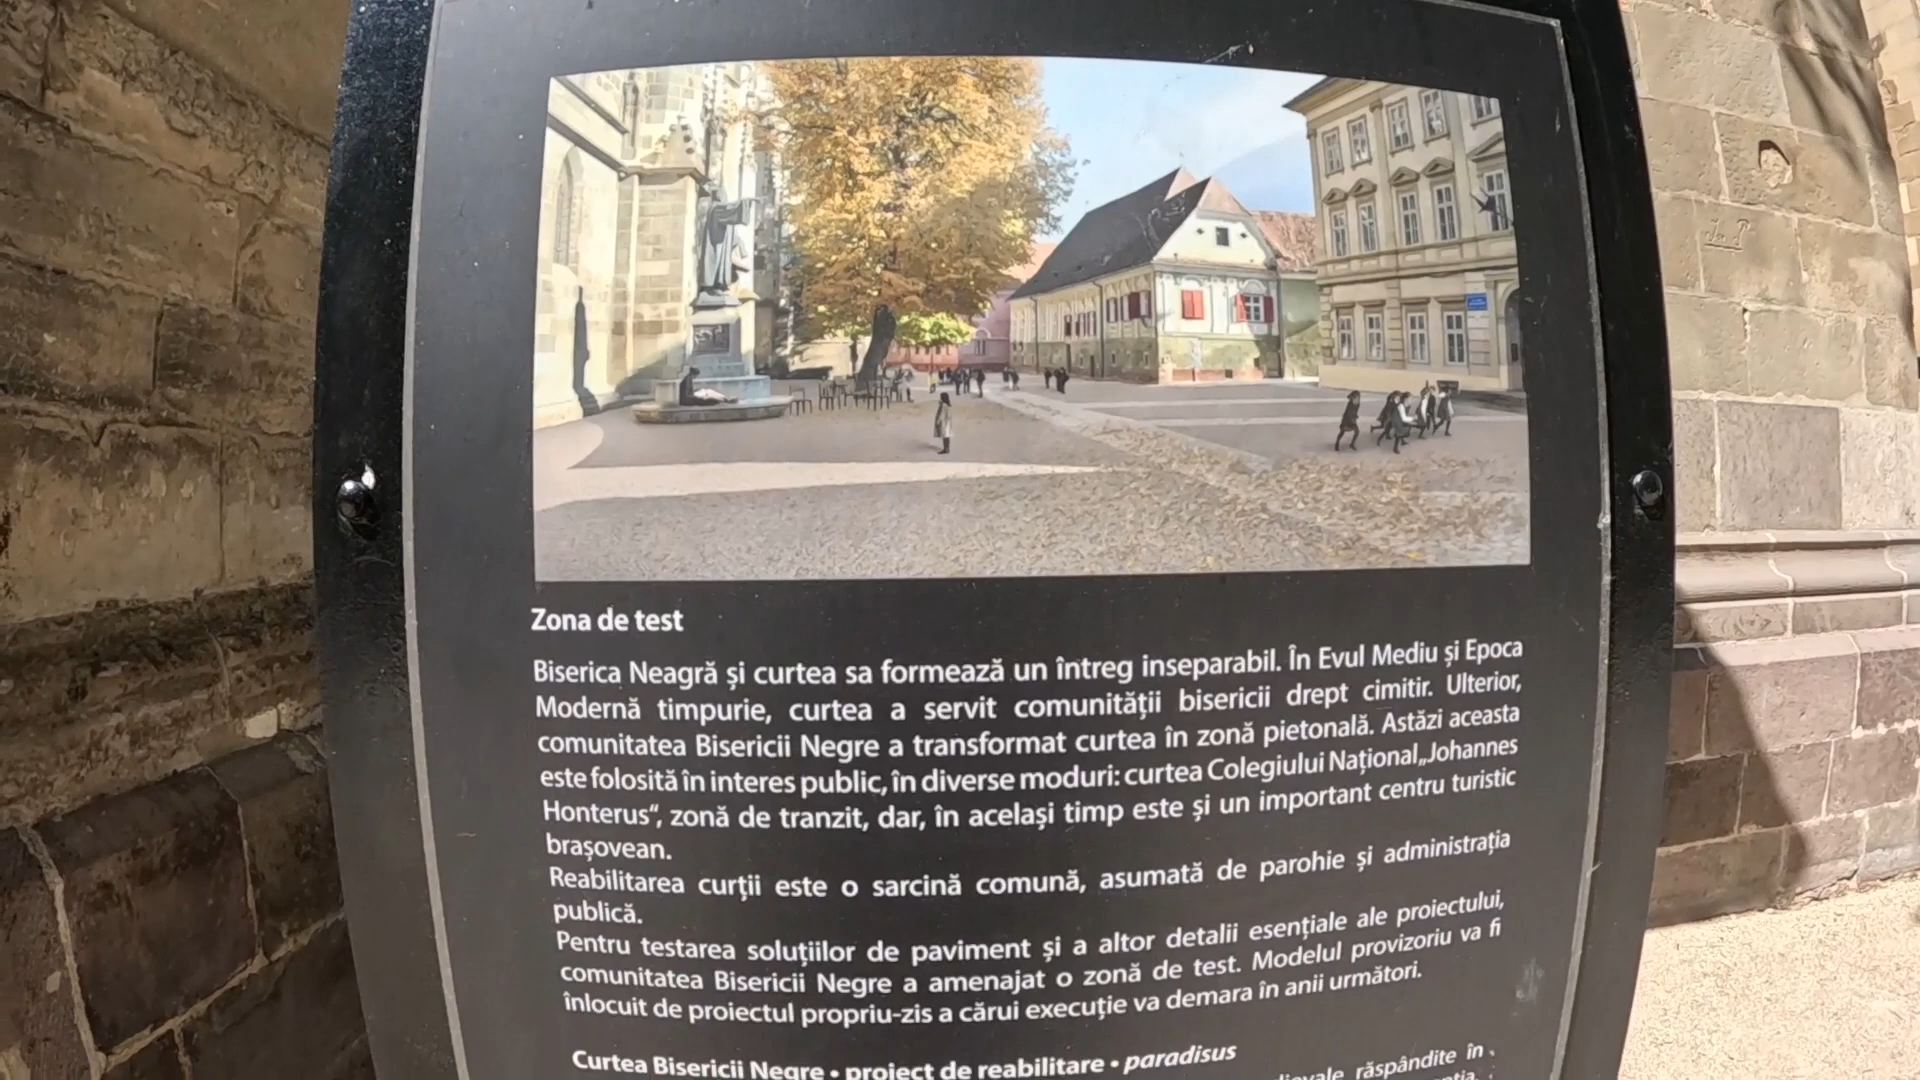 Zona de test
Biserica Neagră și curtea sa formează un întreg inseparabil. În Evul Mediu și Epoca
Modernă timpurie, curtea a servit comunității bisericii drept cimitir. Ulterior,
comunitatea Bisericii Negre a transformat curtea în zonă pietonală. Astăzi aceasta
este folosită în interes public, în diverse moduri: curtea Colegiului Național „Johannes
Honterus“, zonă de tranzit, dar, în același timp este și un important centru turistic
brașovean.
Reabilitarea curții este o sarcină comună, asumată de parohie și administrația
publică.
Pentru testarea soluțiilor de paviment și a altor detalii esențiale ale proiectului,
comunitatea Bisericii Negre a amenajat o zonă de test. Modelul provizoriu va fi
înlocuit de proiectul propriu-zis a cărui execuție va demara în anii următori.
Curtea Bisericii Negre • proiect de reabilitare • paradisus
răspândite în